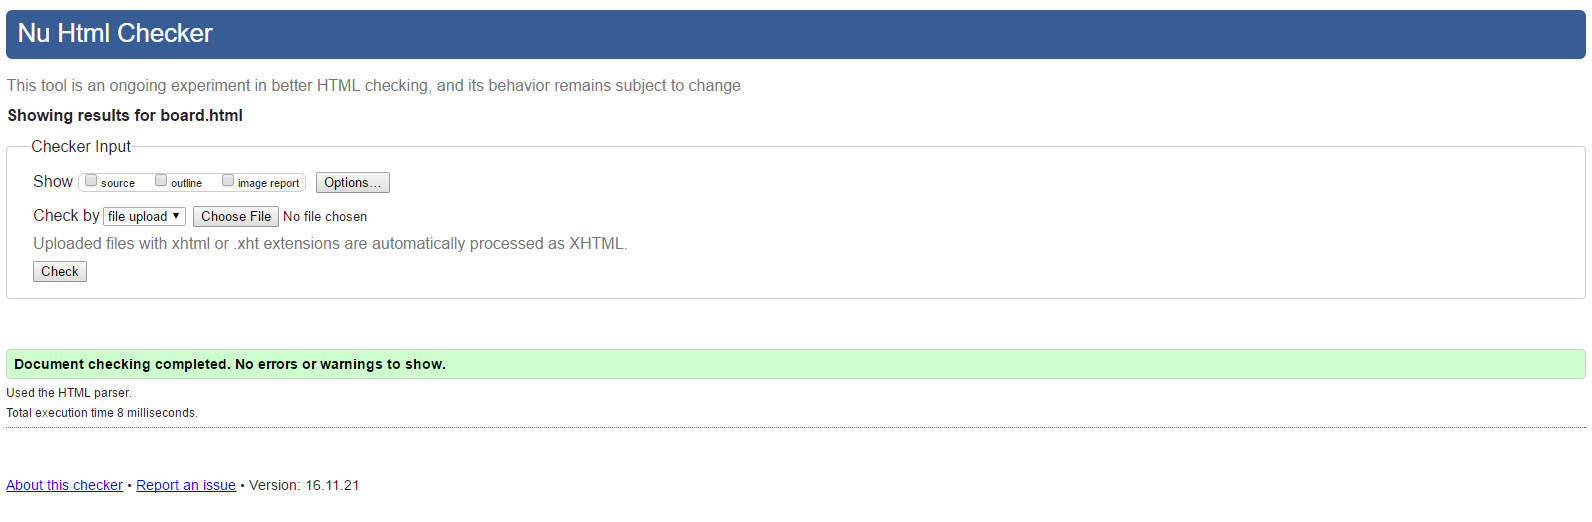 Nu Html Checker
This tool is an ongoing experiment in better HTML checking, and its behavior remains subject to change
Showing results for board.html
Checker Input
Show source outline image report Options...
Check by file upload Choose File No file chosen
Uploaded files with xhtml or .xht extensions are automatically processed as XHTML.
Check
Document checking completed. No errors or warnings to show.
Used the HTML parser.
Total execution time 8 milliseconds.
About this checker • Report an issue • Version: 16.11.21